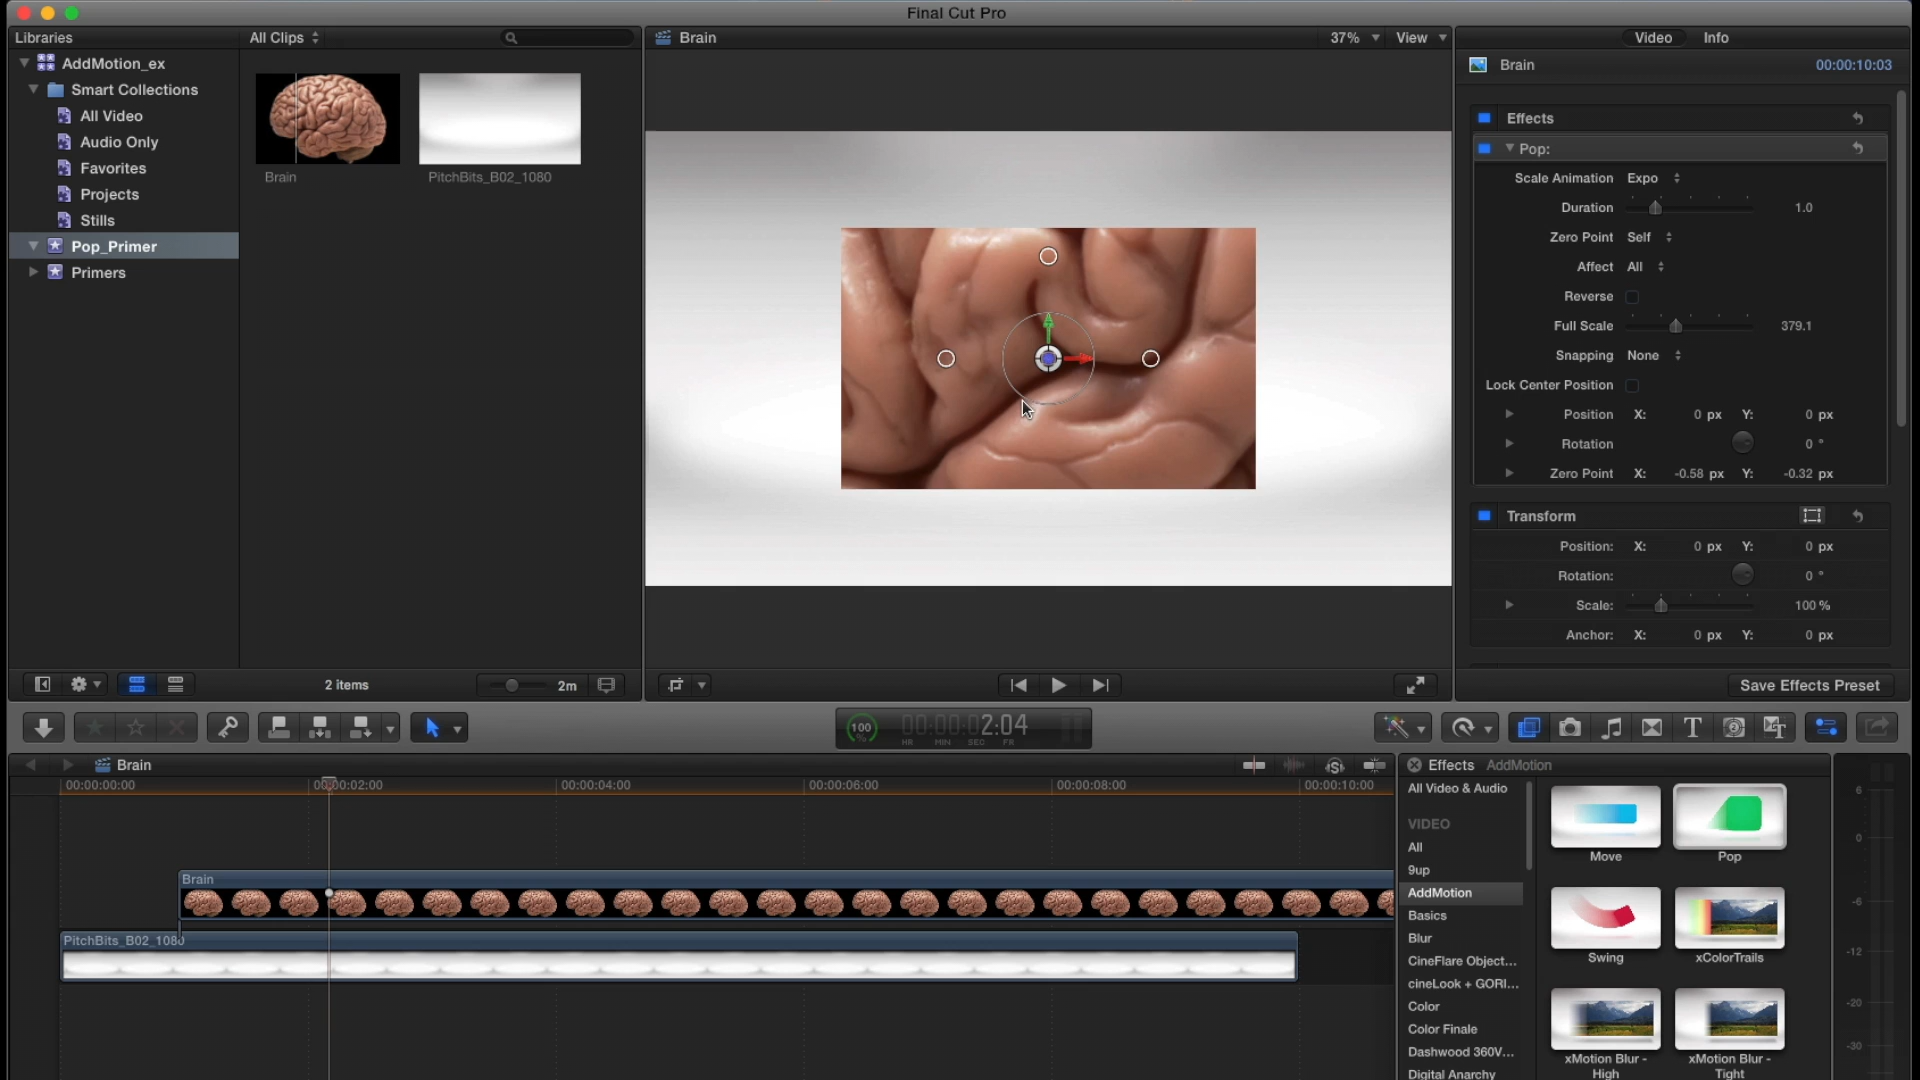 Final Cut Pro
Libraries
All Clips
Brain
37%
View
Video
Info
AddMotion_ex
Smart Collections
All Video
Audio Only
Favorites
Projects
Stills
Pop_Primer
Primers
Brain
PitchBits_B02_1080
Brain
00:00:10:03
Effects
Pop:
Scale Animation Expo
Duration 1.0
Zero Point Self
Affect All
Reverse
Full Scale 379.1
Snapping None
Lock Center Position
Position X: 0 px Y: 0 px
Rotation 0 °
Zero Point X: -0.58 px Y: -0.32 px
Transform
Position: X: 0 px Y: 0 px
Rotation: 0 °
Scale: 100 %
Anchor: X: 0 px Y: 0 px
2 items
2m
Save Effects Preset
100
00:00:02:04
HR MIN SEC FR
Brain
00:00:00:00
00:00:02:00
00:00:04:00
00:00:06:00
00:00:08:00
00:00:10:00
Brain
PitchBits_B02_1080
Effects AddMotion
All Video & Audio
VIDEO
All
9up
AddMotion
Basics
Blur
CineFlare Object...
cineLook + GORI...
Color
Color Finale
Dashwood 360V...
Digital Anarchy
Move
Pop
Swing
xColorTrails
xMotion Blur -
High
xMotion Blur -
Tight
6
0
-6
-12
-20
-30